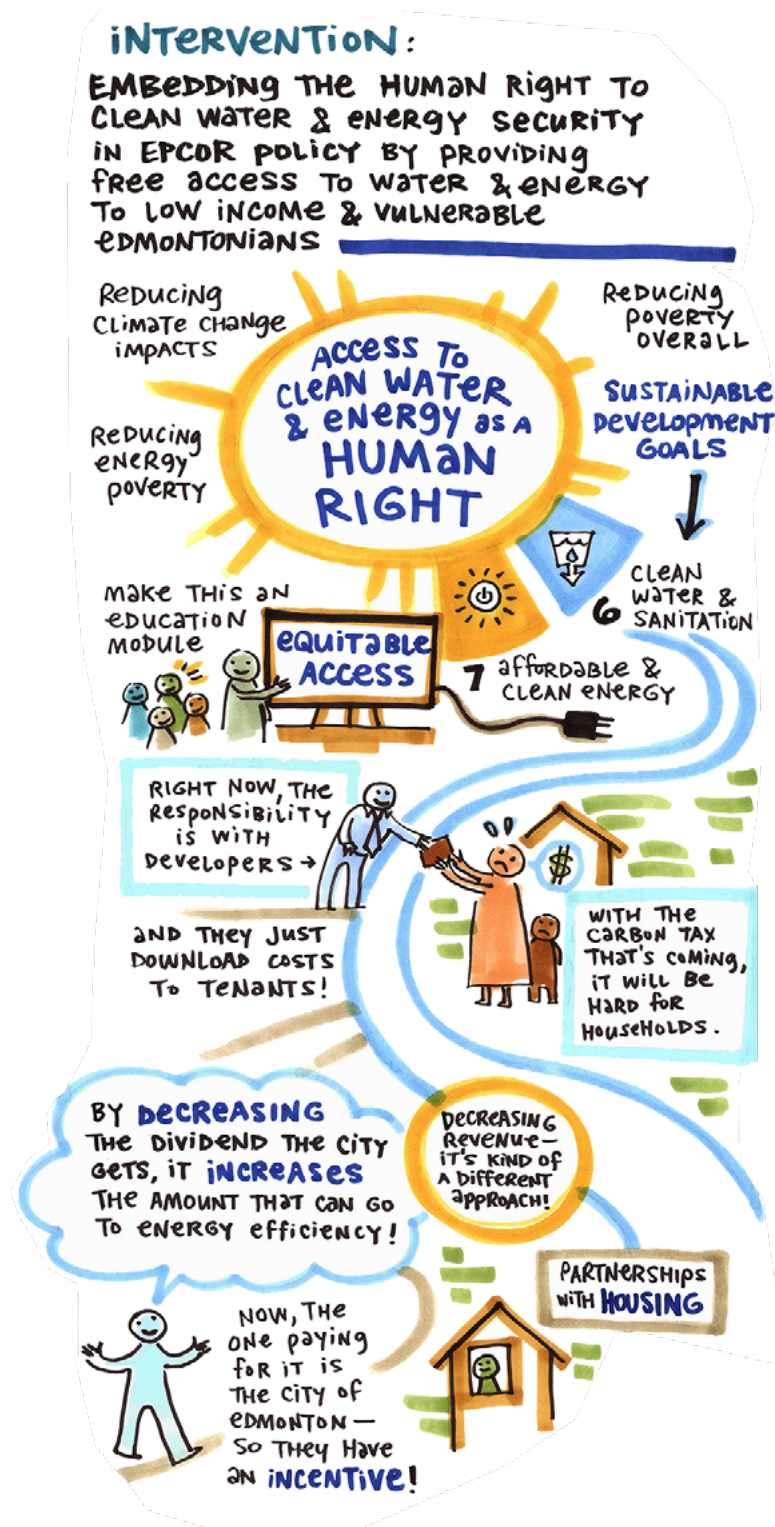 INTERVENTION:
EMBEDDING THE HUMAN RIGHT TO
CLEAN WATER & ENERGY SECURITY
IN EPCOR POLICY BY PROVIDING
FREE ACCESS TO WATER & ENERGY
TO LOW INCOME & VULNERABLE
EDMONTONIANS
REDUCING
CLIMATE CHANGE
IMPACTS
REDUCING
POVERTY
OVERALL
ACCESS TO
CLEAN WATER
& ENERGY AS A
HUMAN
RIGHT
SUSTAINABLE
DEVELOPMENT
GOALS
REDUCING
ENERGY
POVERTY
6 CLEAN
WATER &
SANITATION
MAKE THIS AN
EDUCATION
MODULE
EQUITABLE
ACCESS
7 AFFORDABLE &
CLEAN ENERGY
RIGHT NOW, THE
RESPONSIBILITY
IS WITH
DEVELOPERS →
AND THEY JUST
DOWNLOAD COSTS
TO TENANTS!
$
WITH THE
CARBON TAX
THAT'S COMING,
IT WILL BE
HARD FOR
HOUSEHOLDS.
BY DECREASING
THE DIVIDEND THE CITY
GETS, IT INCREASES
THE AMOUNT THAT CAN GO
TO ENERGY EFFICIENCY!
DECREASING
REVENUE—
IT'S KIND OF
A DIFFERENT
APPROACH!
PARTNERSHIPS
WITH HOUSING
NOW, THE
ONE PAYING
FOR IT IS
THE CITY OF
EDMONTON—
SO THEY HAVE
AN INCENTIVE!